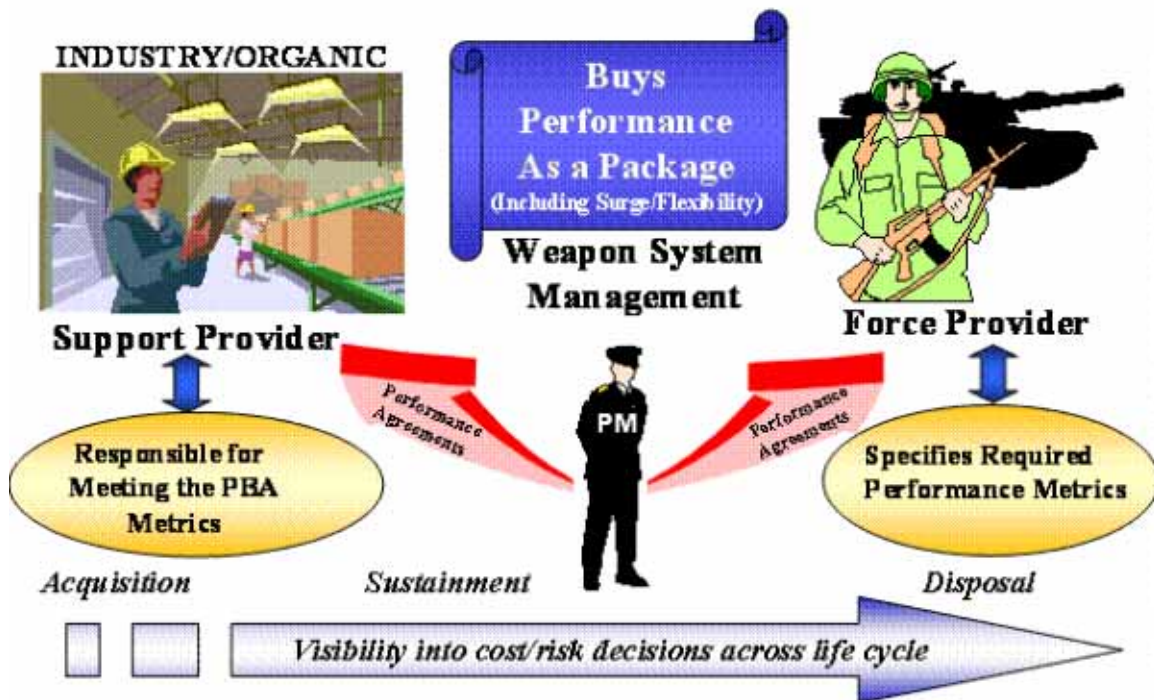 INDUSTRY/ORGANIC
Buys
Performance
As a Package
(Including Surge/Flexibility)
Weapon System
Management
Support Provider
Force Provider
Performance
Agreements
PM
Performance
Agreements
Responsible for
Meeting the PBA
Metrics
Specifies Required
Performance Metrics
Acquisition
Sustainment
Disposal
Visibility into cost/risk decisions across life cycle